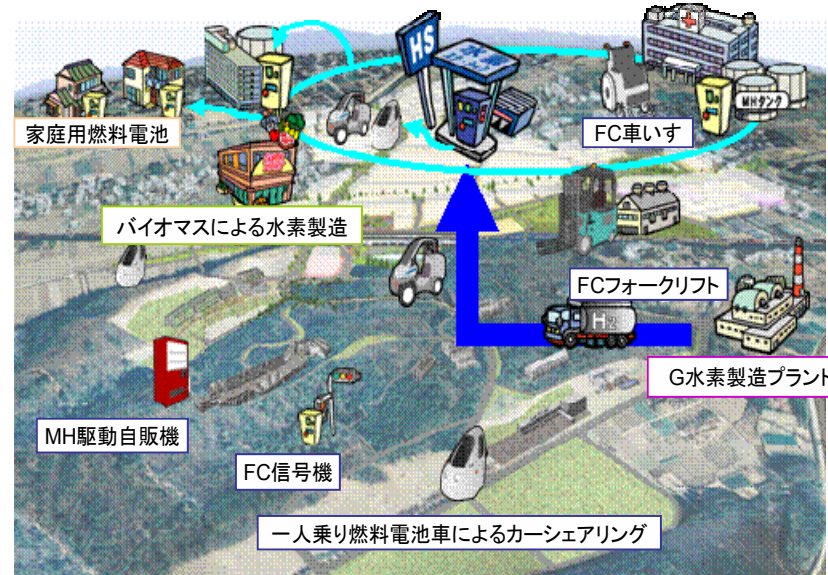 HS
水素
MHタンク
家庭用燃料電池
FC車いす
バイオマスによる水素製造
FCフォークリフト
H2
G水素製造プラント
MH駆動自販機
FC信号機
一人乗り燃料電池車によるカーシェアリング